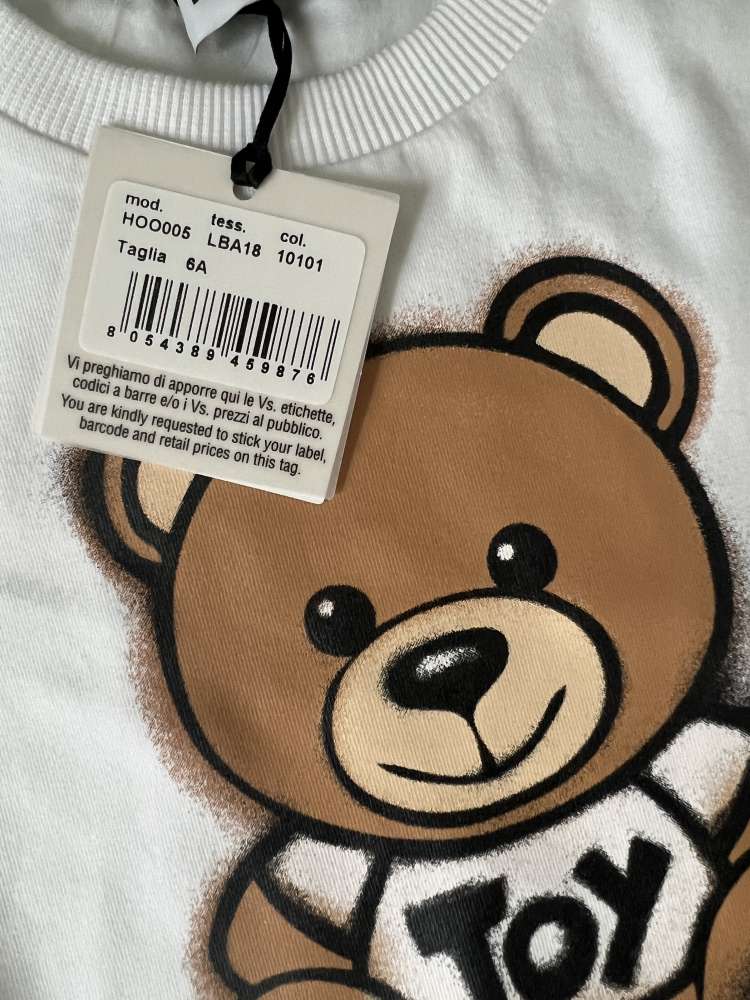 mod. tess. col.
HOO005 LBA18 10101
Taglia 6A
8 054389 459876
Vi preghiamo di apporre qui le Vs. etichette,
codici a barre e/o i Vs. prezzi al pubblico.
You are kindly requested to stick your label,
barcode and retail prices on this tag.
TOY